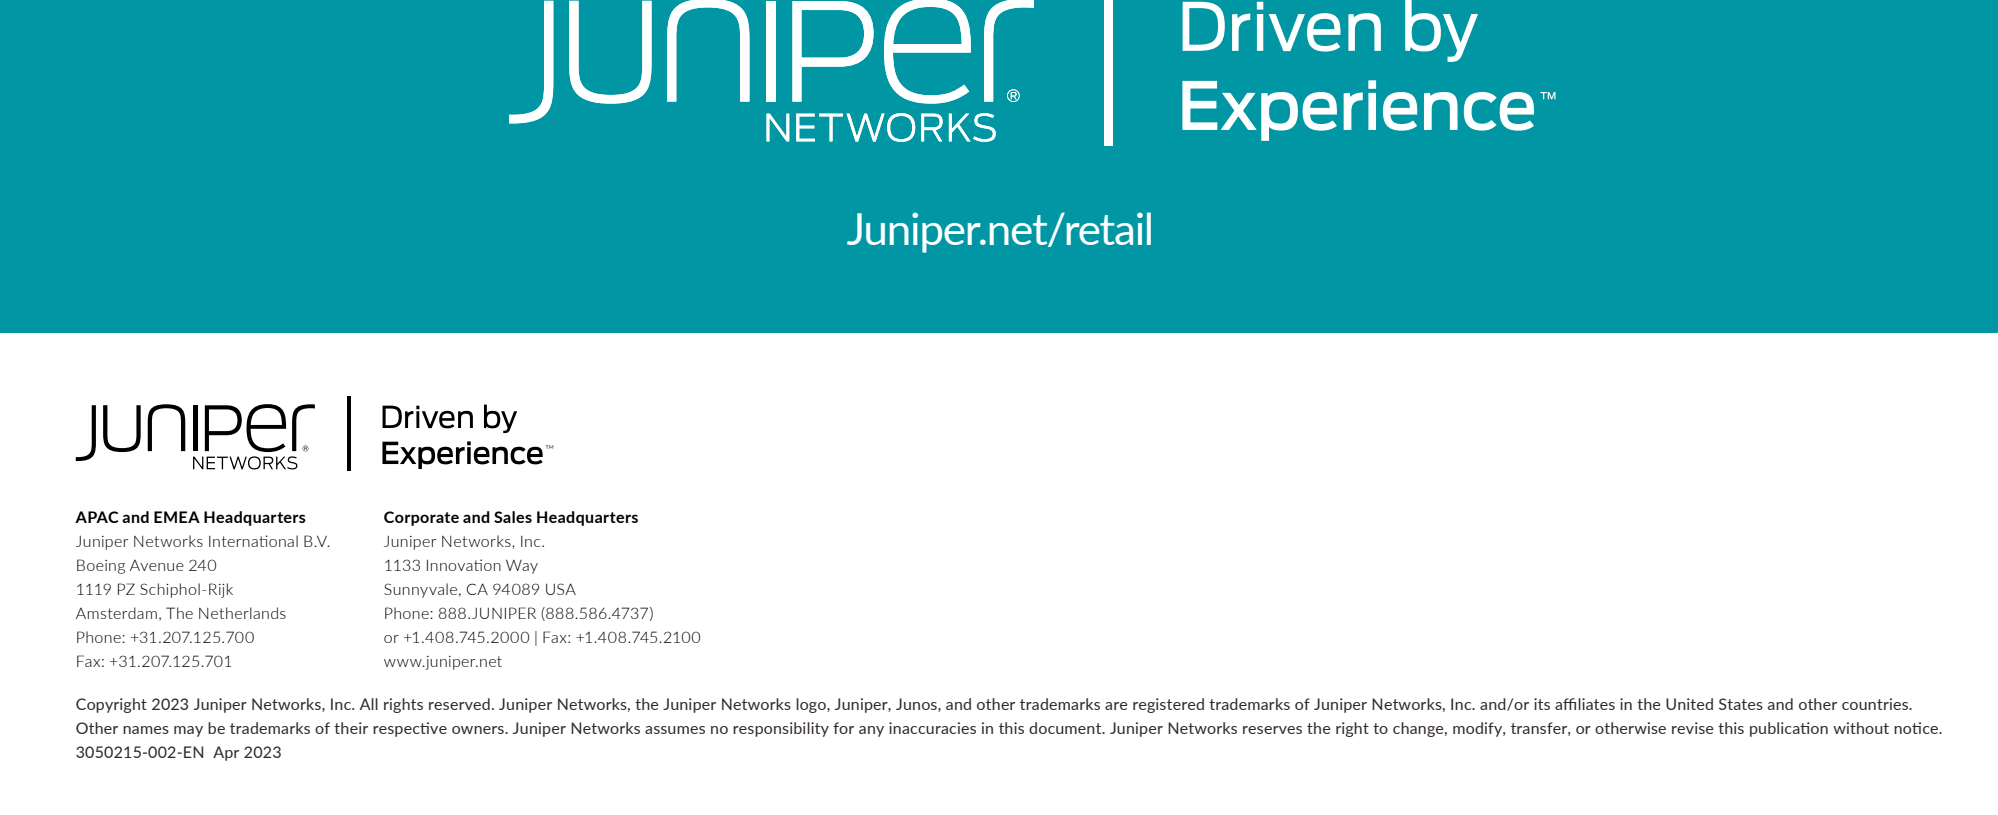 Juniper® Driven by
NETWORKS Experience™
Juniper.net/retail
Juniper® Driven by
NETWORKS Experience™
APAC and EMEA Headquarters
Juniper Networks International B.V.
Boeing Avenue 240
1119 PZ Schiphol-Rijk
Amsterdam, The Netherlands
Phone: +31.207.125.700
Fax: +31.207.125.701
Corporate and Sales Headquarters
Juniper Networks, Inc.
1133 Innovation Way
Sunnyvale, CA 94089 USA
Phone: 888.JUNIPER (888.586.4737)
or +1.408.745.2000 | Fax: +1.408.745.2100
www.juniper.net
Copyright 2023 Juniper Networks, Inc. All rights reserved. Juniper Networks, the Juniper Networks logo, Juniper, Junos, and other trademarks are registered trademarks of Juniper Networks, Inc. and/or its affiliates in the United States and other countries.
Other names may be trademarks of their respective owners. Juniper Networks assumes no responsibility for any inaccuracies in this document. Juniper Networks reserves the right to change, modify, transfer, or otherwise revise this publication without notice.
3050215-002-EN Apr 2023